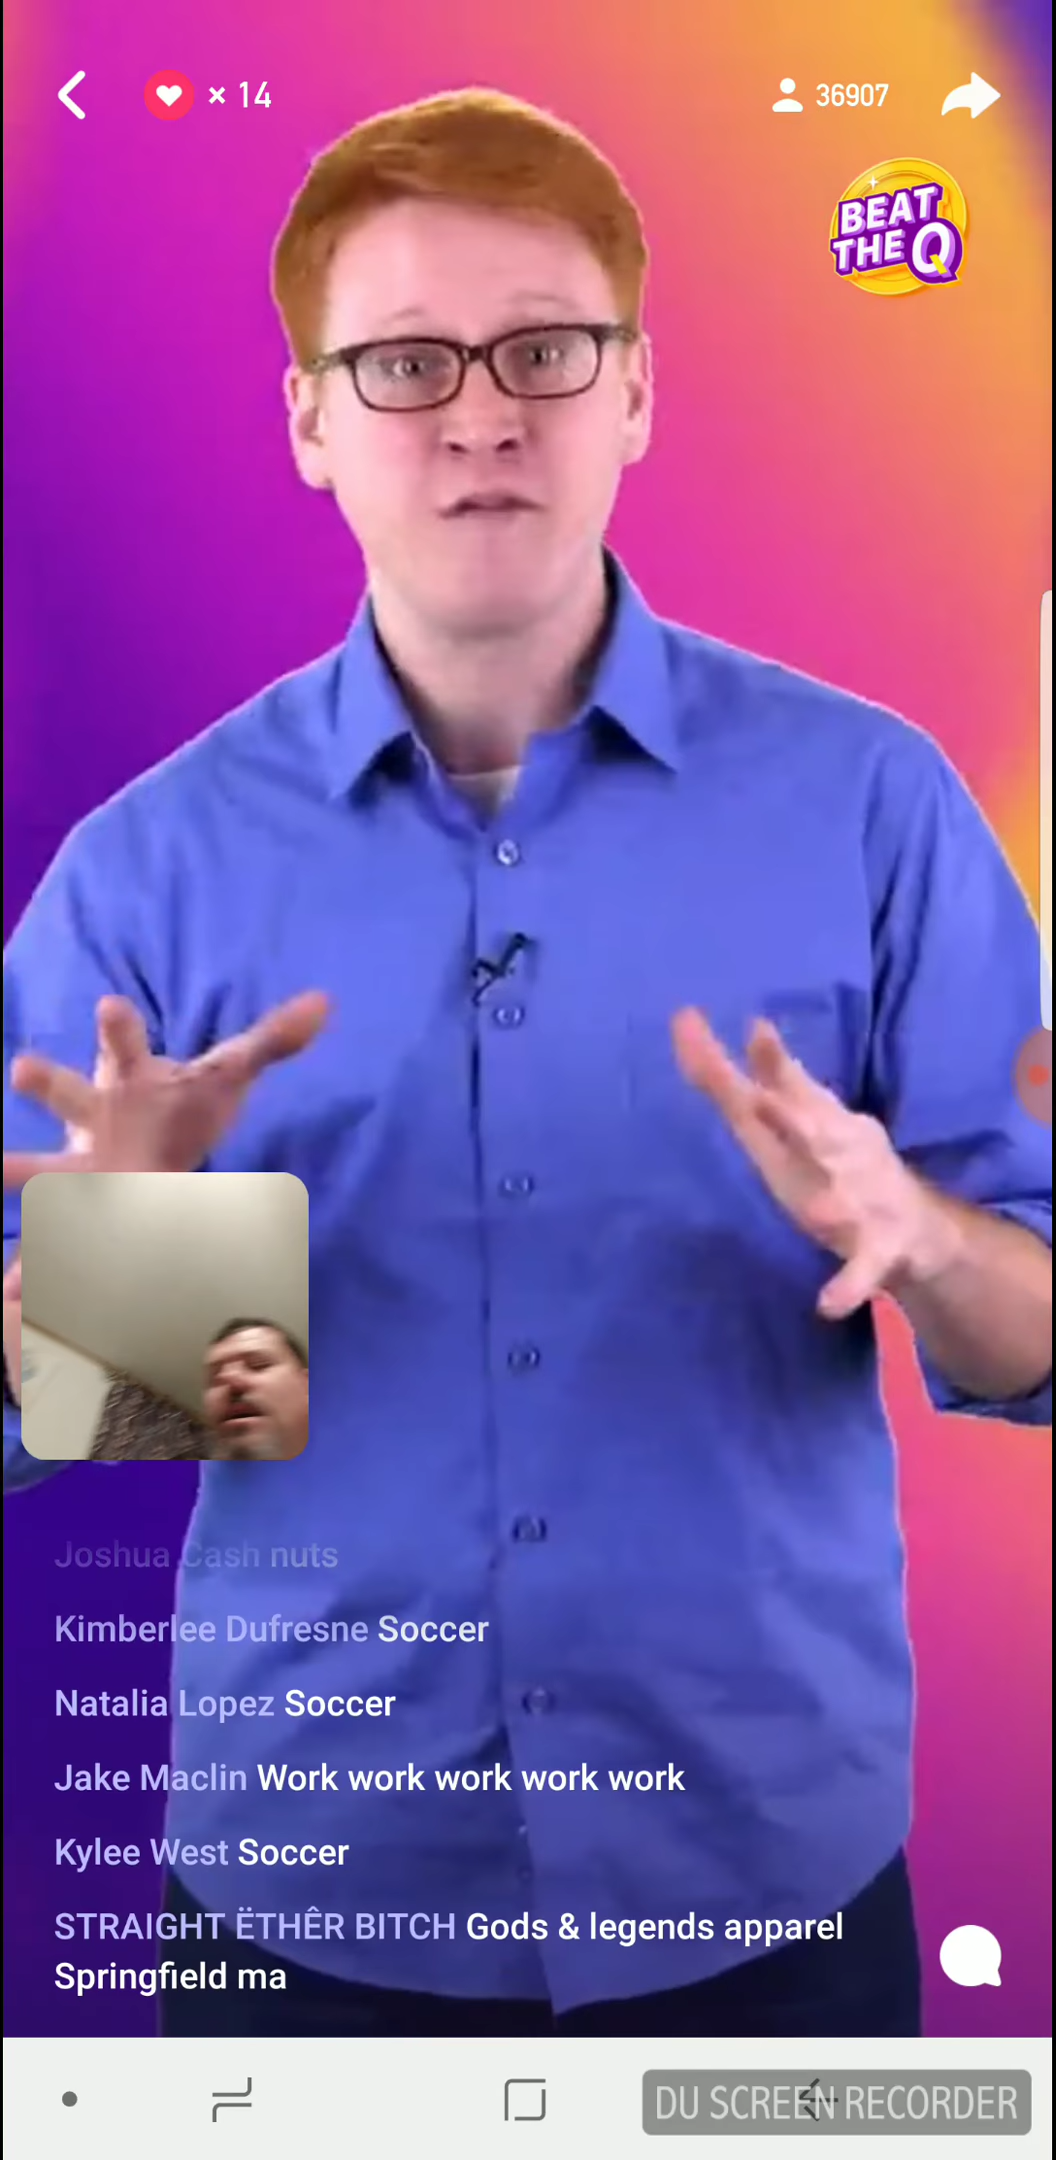 × 14
36907
BEAT
THE Q
Joshua Cash nuts
Kimberlee Dufresne Soccer
Natalia Lopez Soccer
Jake Maclin Work work work work work
Kylee West Soccer
STRAIGHT ËTHÊR BITCH Gods & legends apparel
Springfield ma
DU SCREEN RECORDER